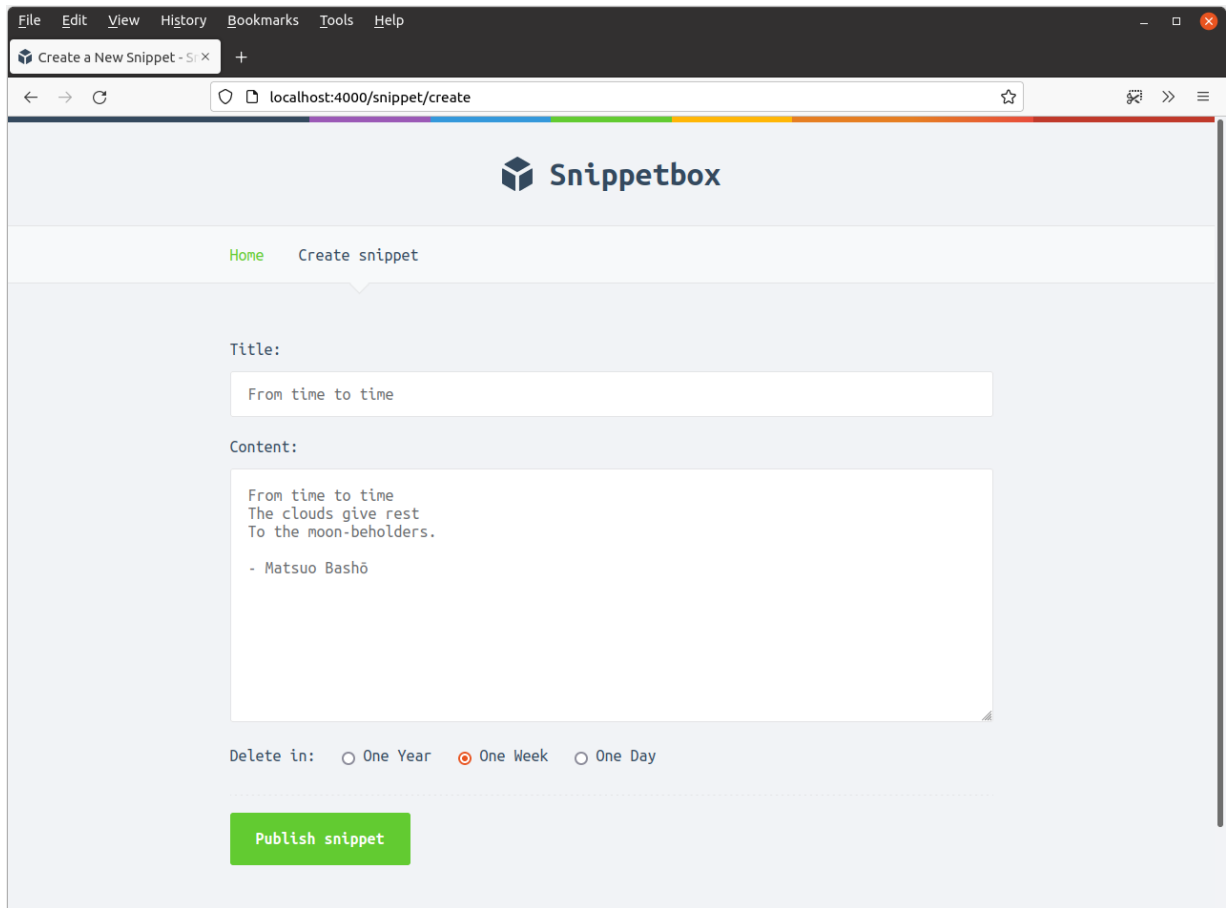 File Edit View History Bookmarks Tools Help
Create a New Snippet - Sn
localhost:4000/snippet/create
Snippetbox
Home Create snippet
Title:
From time to time
Content:
From time to time
The clouds give rest
To the moon-beholders.
- Matsuo Bashō
Delete in: One Year One Week One Day
Publish snippet